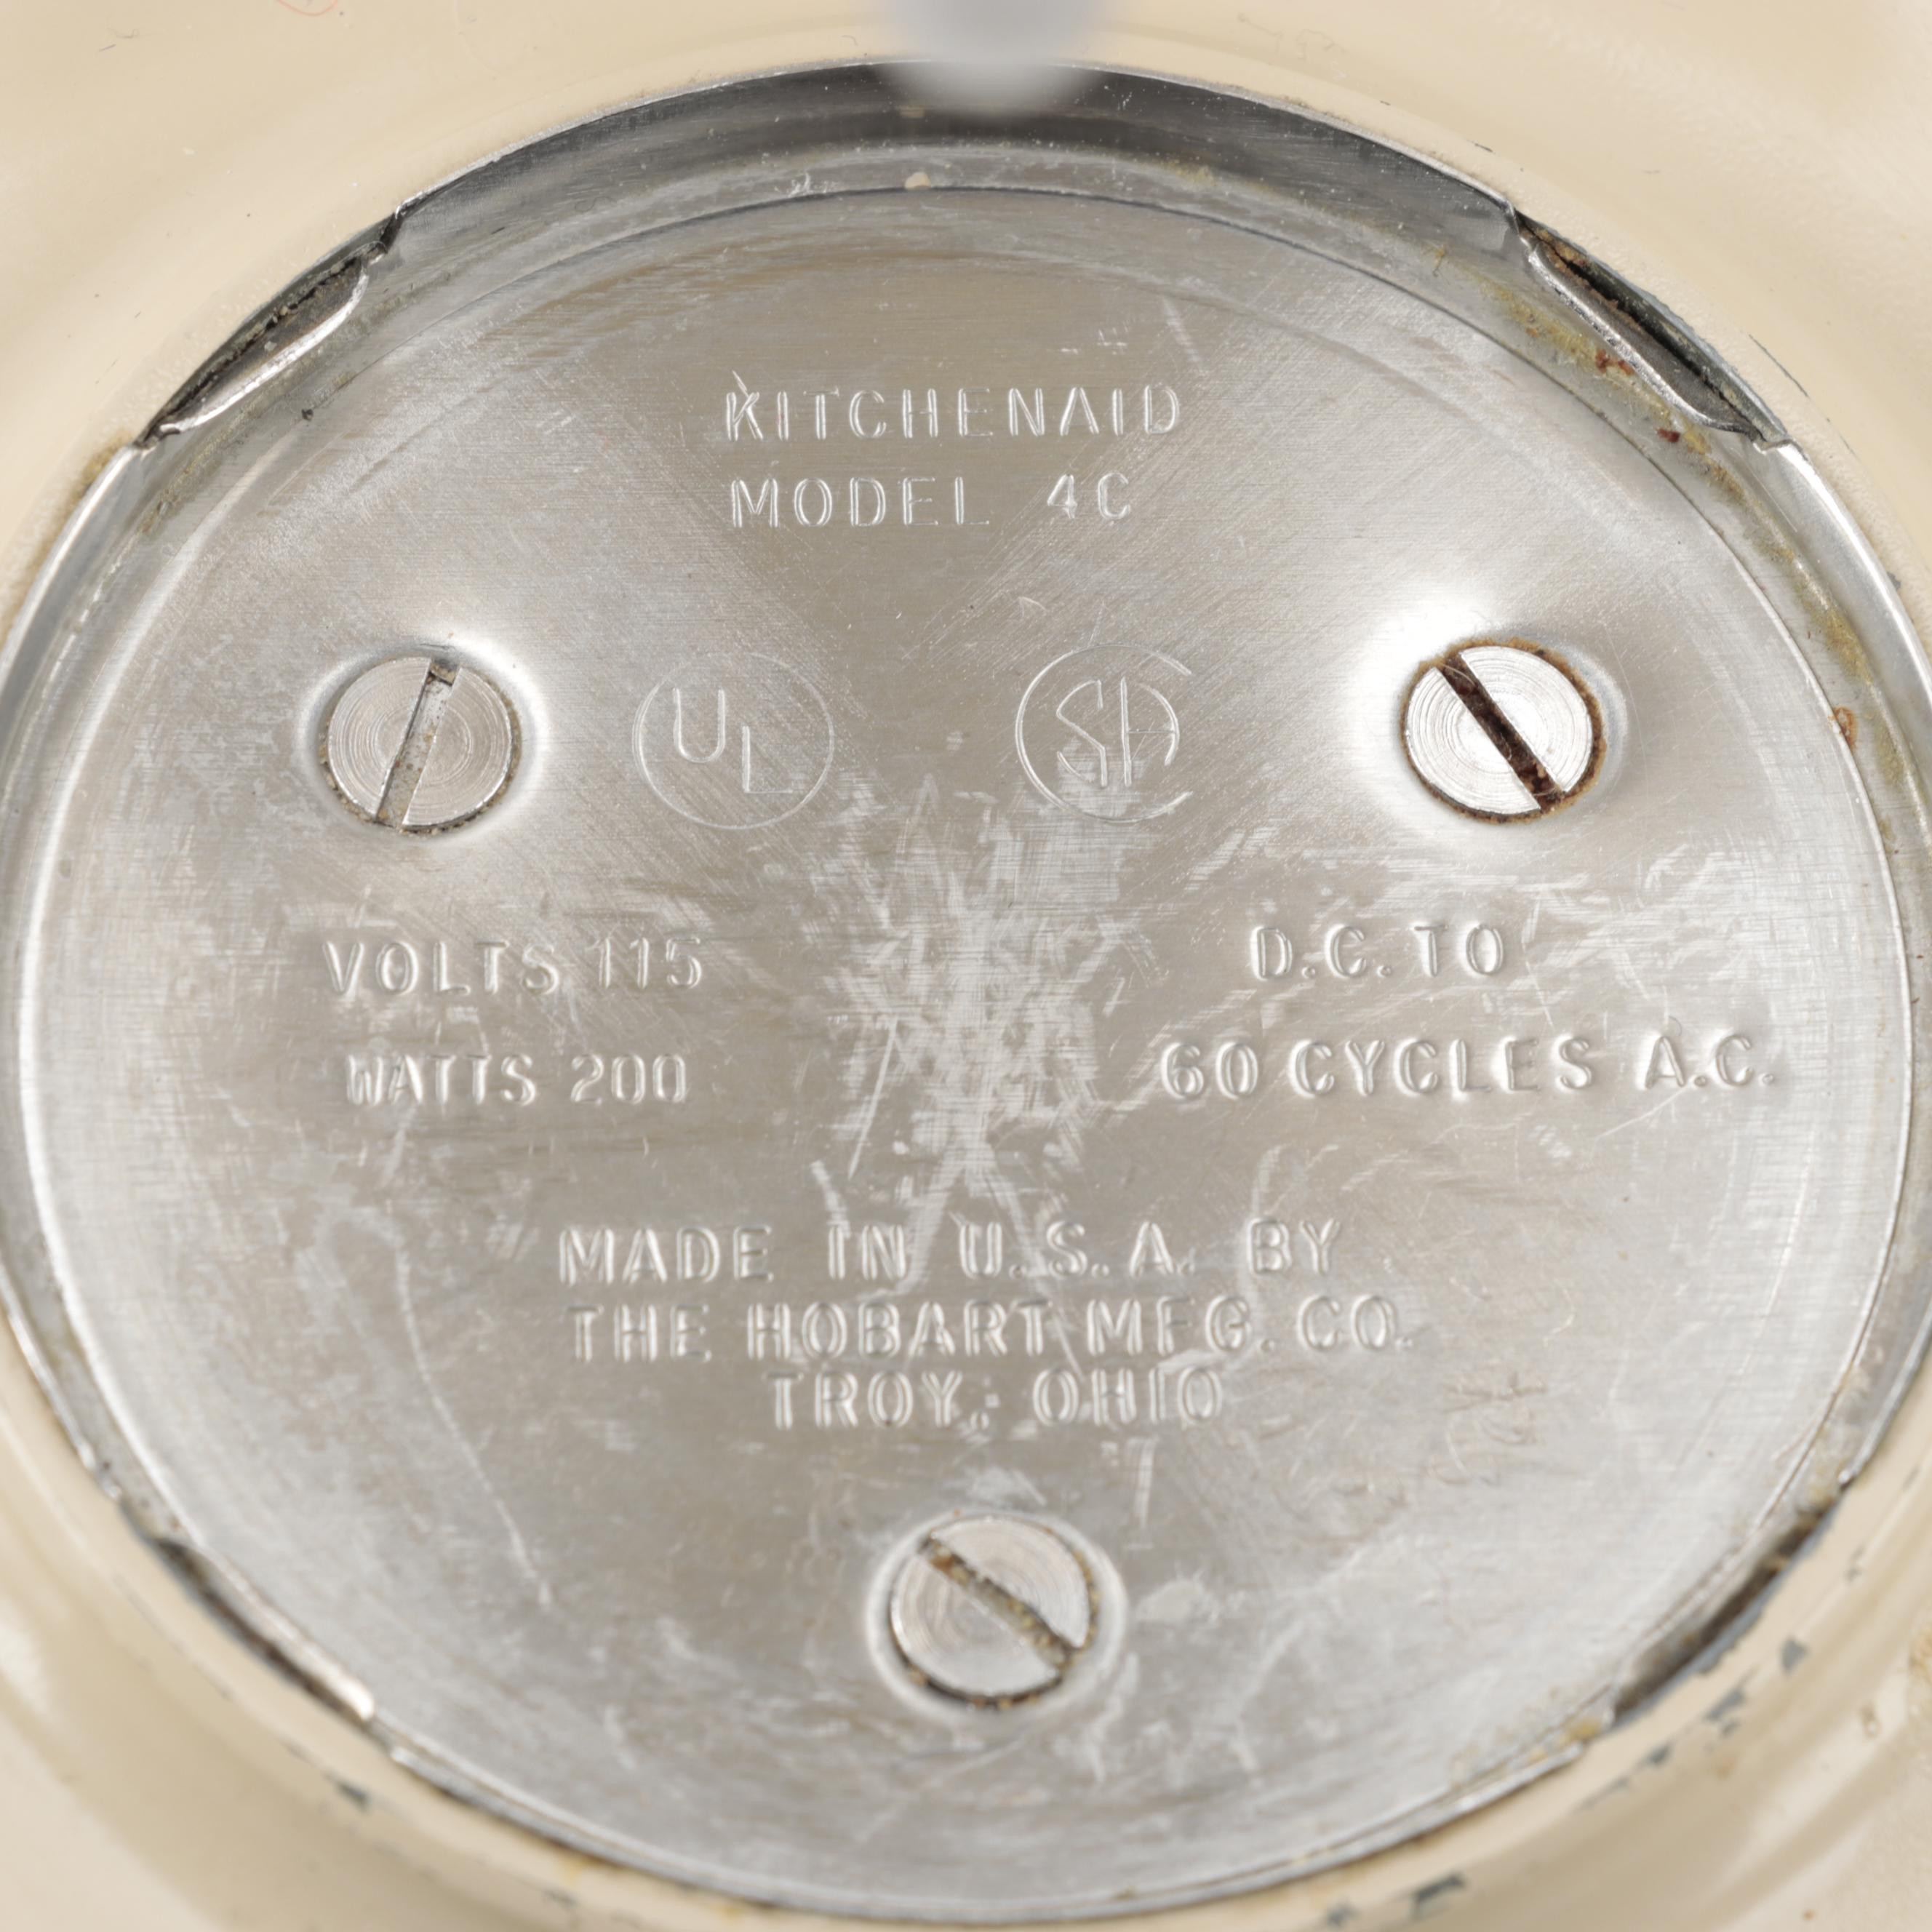 KITCHENAID
MODEL 4C
UL SA
VOLTS 115 D.C. TO
WATTS 200 60 CYCLES A.C.
MADE IN U.S.A. BY
THE HOBART MFG. CO.
TROY, OHIO